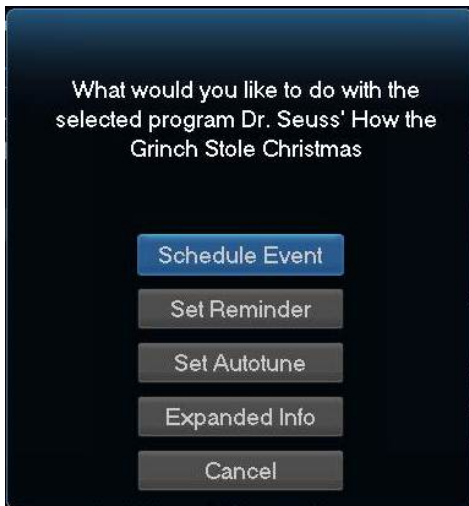 What would you like to do with the
selected program Dr. Seuss' How the
Grinch Stole Christmas
Schedule Event
Set Reminder
Set Autotune
Expanded Info
Cancel